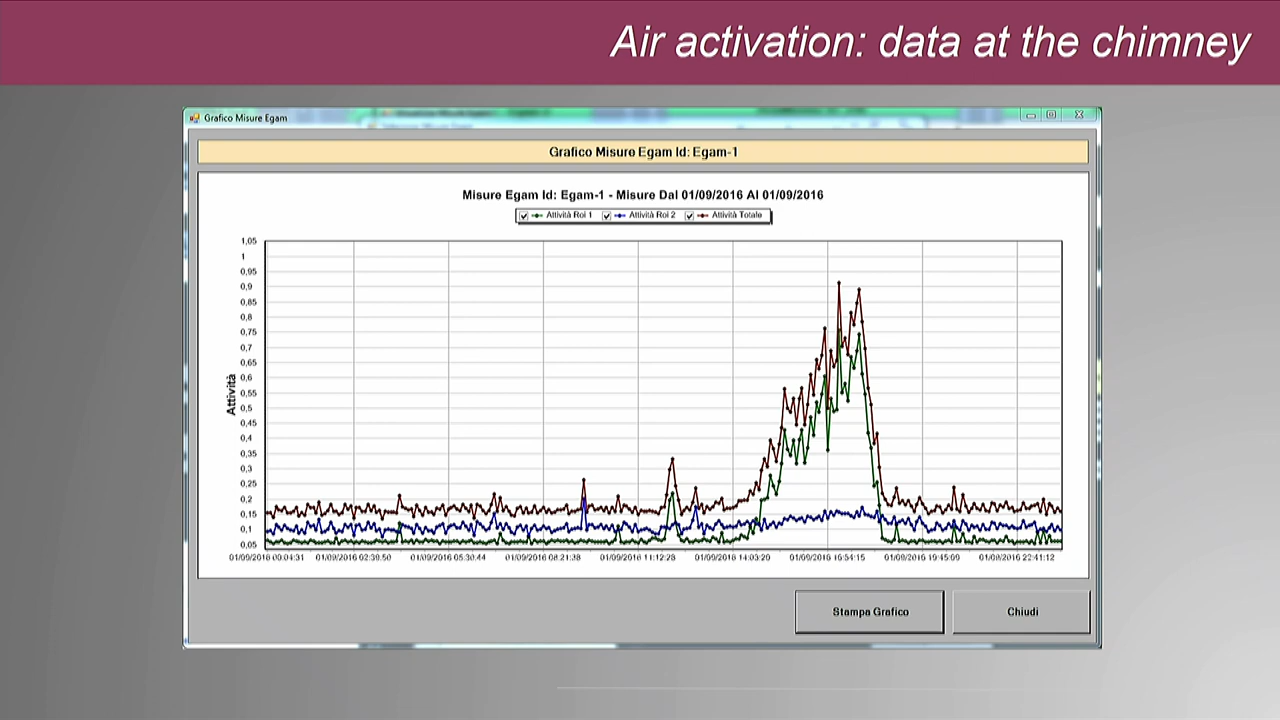 Air activation: data at the chimney
Grafico Misure Egam
Grafico Misure Egam Id: Egam-1
Misure Egam Id: Egam-1 - Misure Dal 01/09/2016 Al 01/09/2016
Attività Roi 1 Attività Roi 2 Attività Totale
1,05
1
0,95
0,9
0,85
0,8
0,75
0,7
0,65
0,6
0,55
0,5
0,45
0,4
0,35
0,3
0,25
0,2
0,15
0,1
0,05
Attività
01/09/2016 00:04:31 01/09/2016 02:39:50 01/09/2016 05:30:44 01/09/2016 08:21:38 01/09/2016 11:12:28 01/09/2016 14:03:20 01/09/2016 16:54:15 01/09/2016 19:45:09 01/09/2016 22:41:12
Stampa Grafico Chiudi